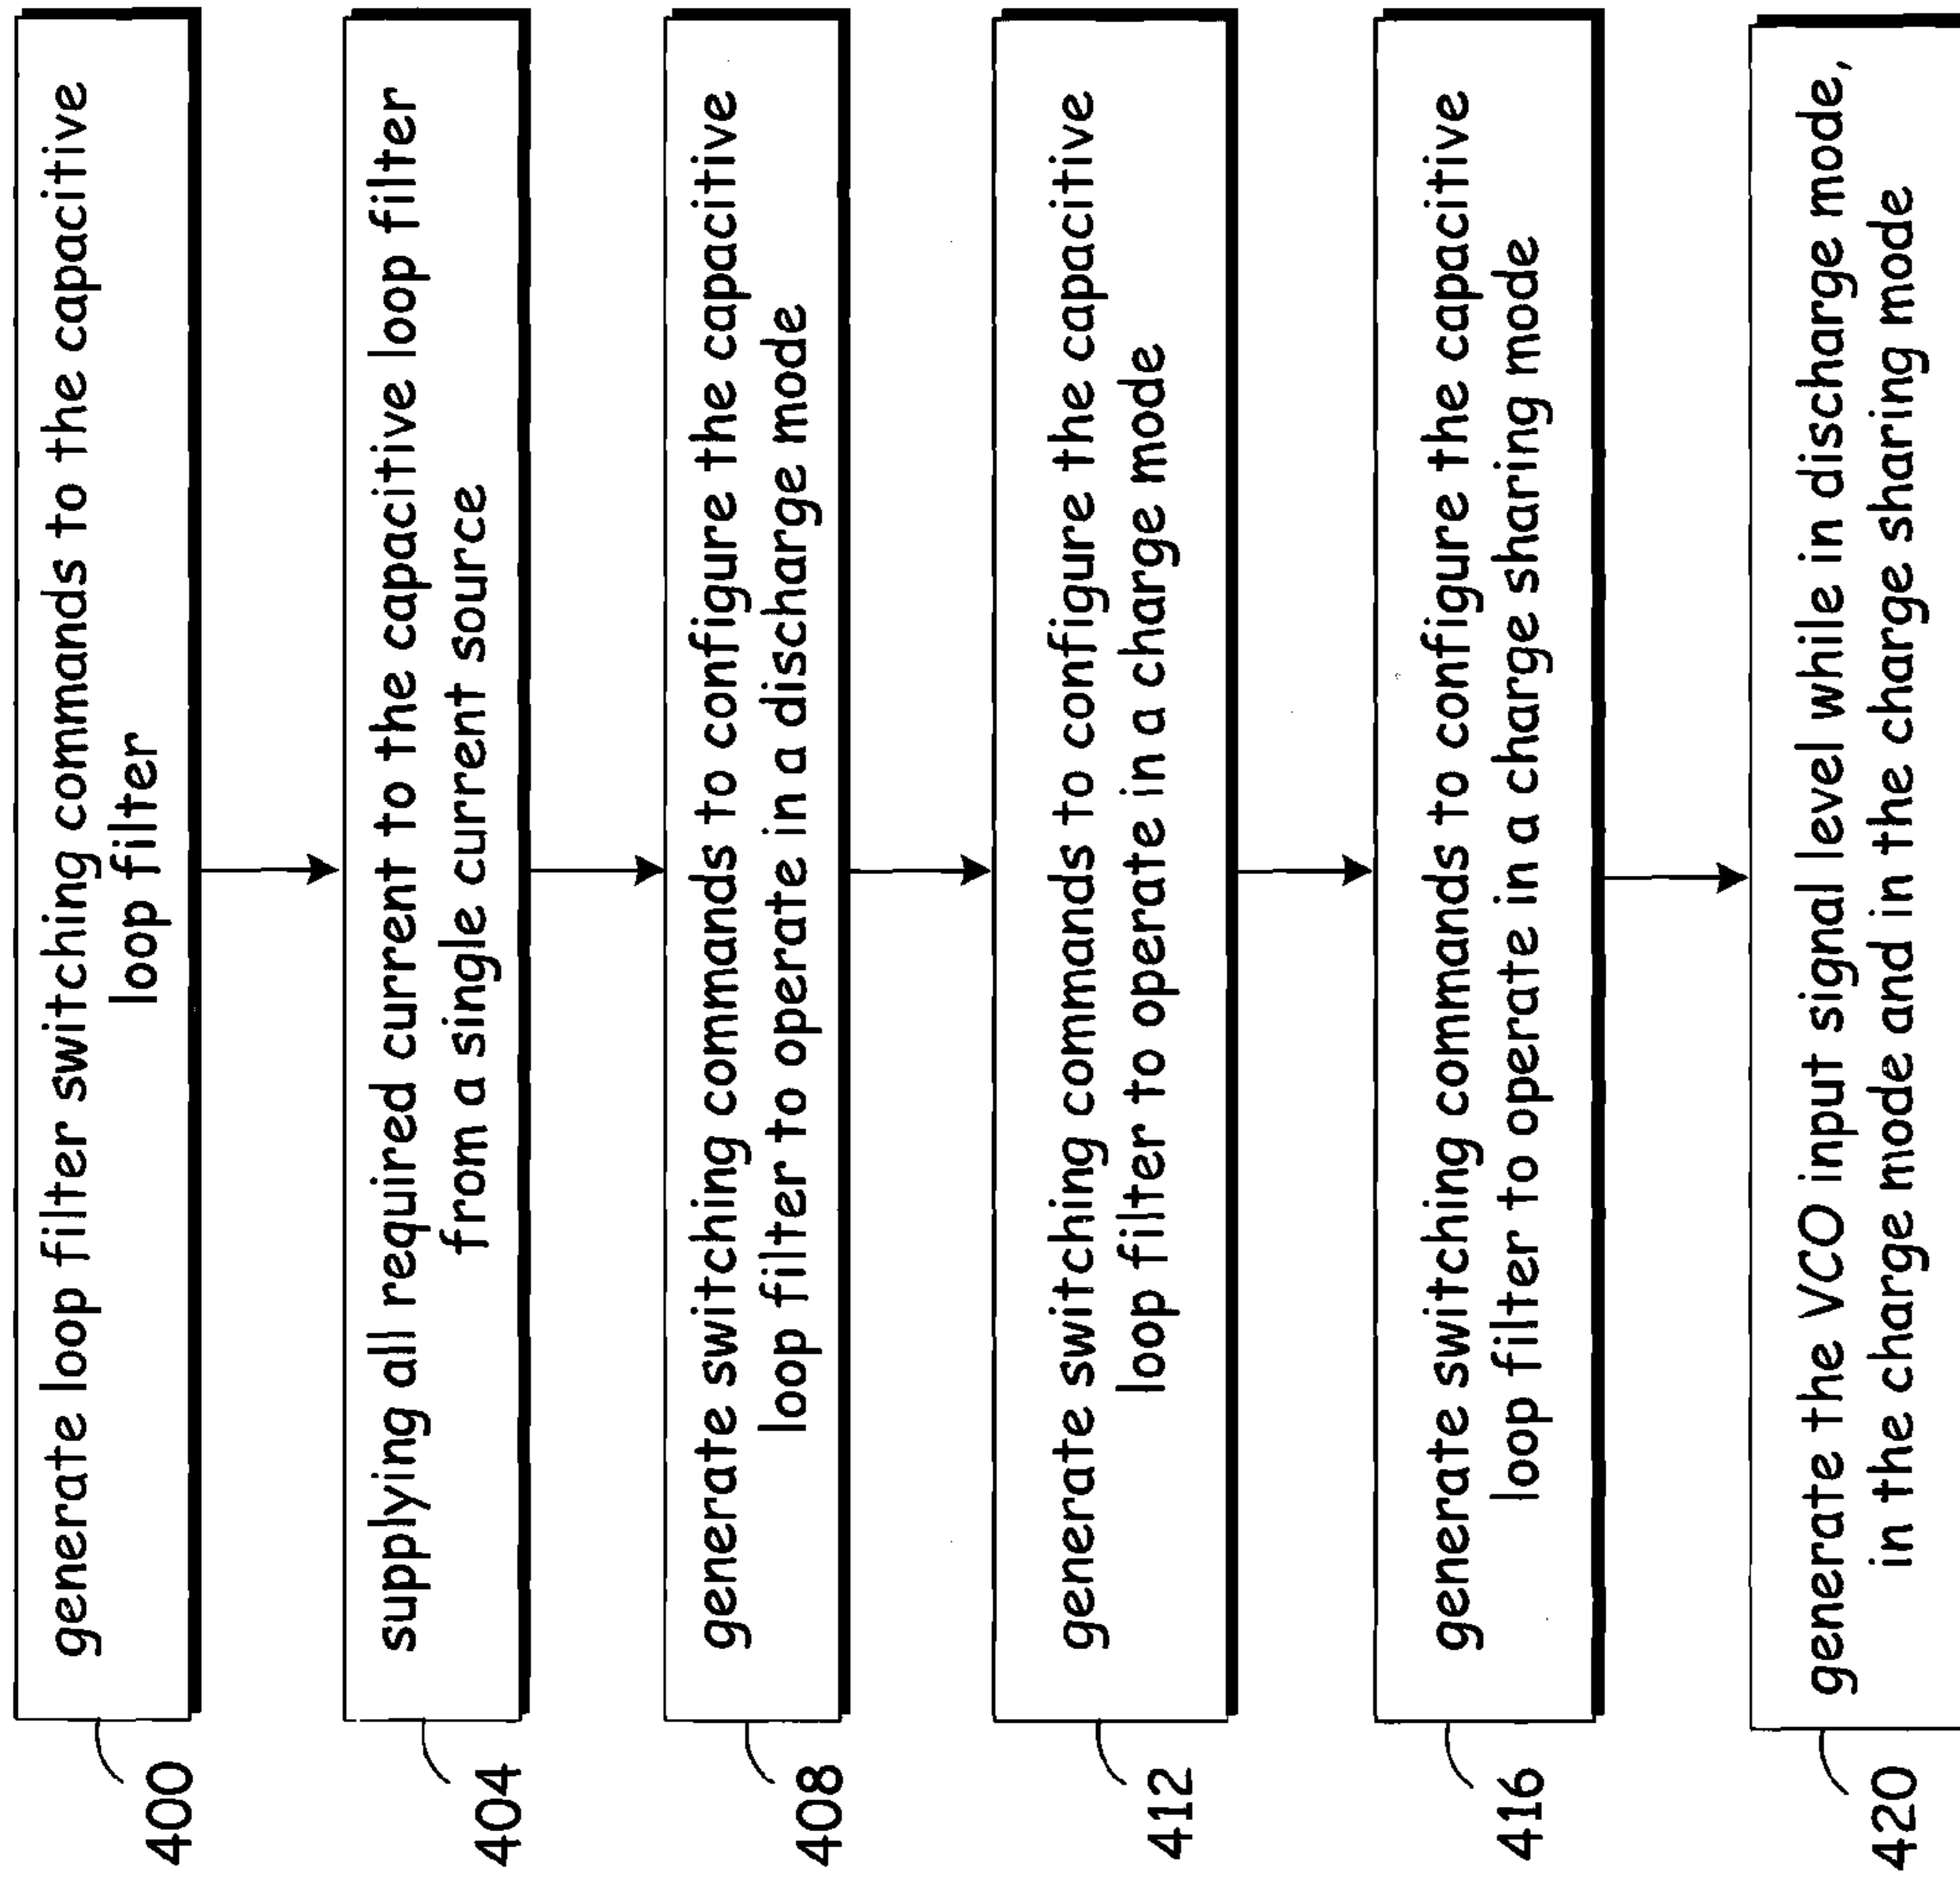 generate loop filter switching commands to the capacitive
loop filter
400
supplying all required current to the capacitive loop filter
from a single current source
404
generate switching commands to configure the capacitive
loop filter to operate in a discharge mode
408
generate switching commands to configure the capacitive
loop filter to operate in a charge mode
412
generate switching commands to configure the capacitive
loop filter to operate in a charge sharing mode
416
generate the VCO input signal level while in discharge mode,
in the charge mode and in the charge sharing mode
420